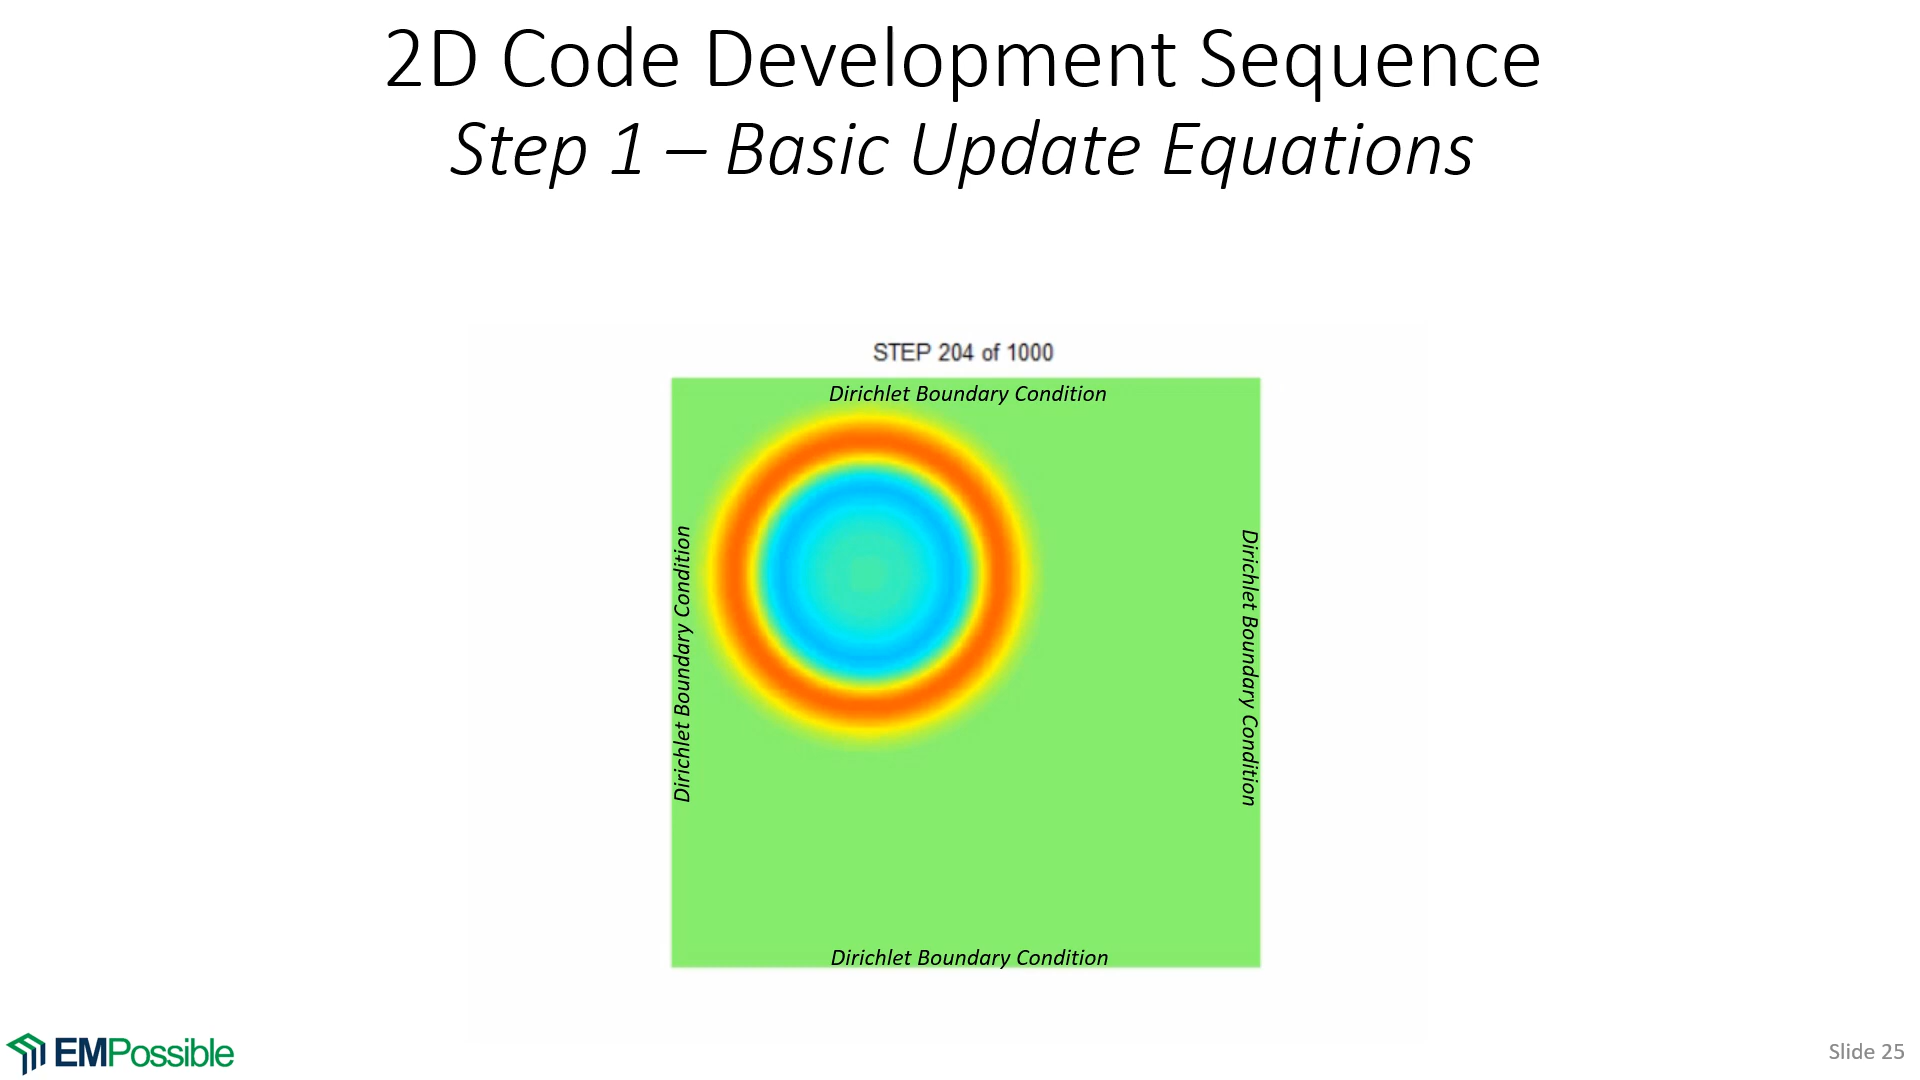 2D Code Development Sequence
Step 1 – Basic Update Equations
STEP 204 of 1000
Dirichlet Boundary Condition
Dirichlet Boundary Condition
Dirichlet Boundary Condition
Dirichlet Boundary Condition
EMPossible
Slide 25